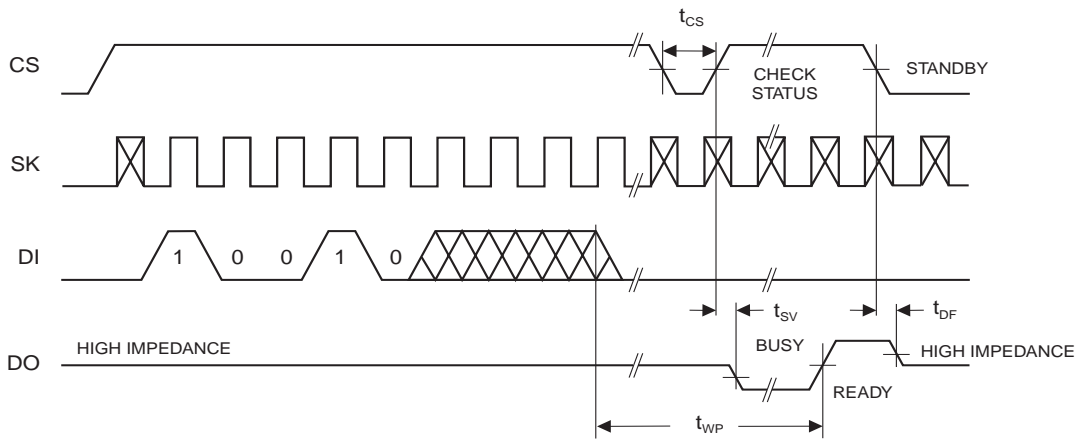 t_CS
CS
CHECK
STATUS
STANDBY
SK
DI
1 0 0 1 0
t_SV
t_DF
DO
HIGH IMPEDANCE
BUSY
HIGH IMPEDANCE
READY
t_WP